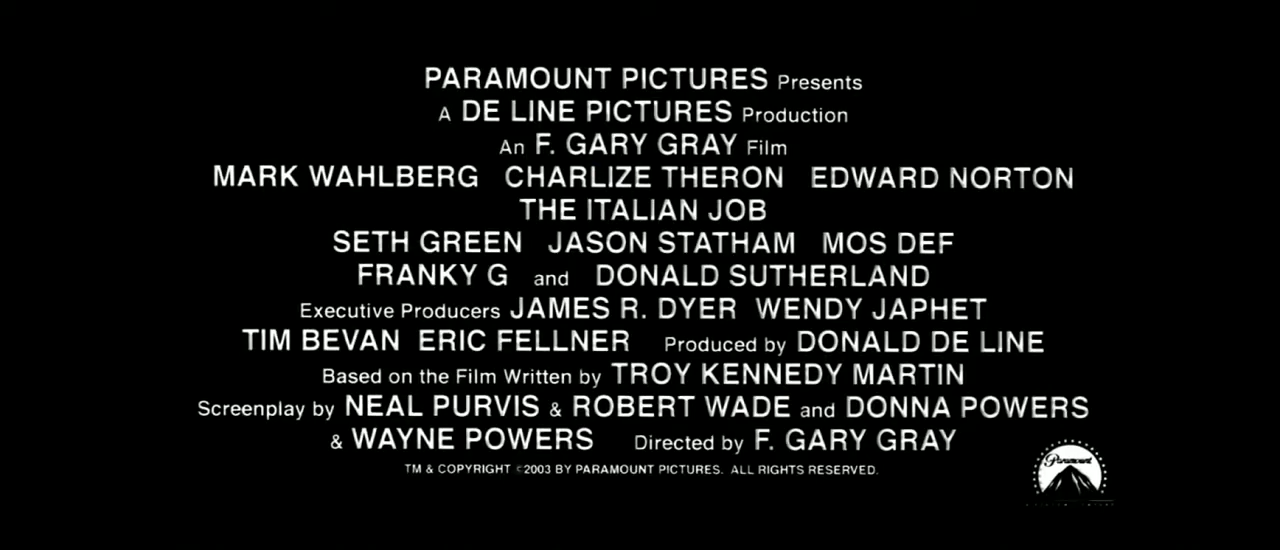 PARAMOUNT PICTURES Presents
A DE LINE PICTURES Production
An F. GARY GRAY Film
MARK WAHLBERG CHARLIZE THERON EDWARD NORTON
THE ITALIAN JOB
SETH GREEN JASON STATHAM MOS DEF
FRANKY G and DONALD SUTHERLAND
Executive Producers JAMES R. DYER WENDY JAPHET
TIM BEVAN ERIC FELLNER Produced by DONALD DE LINE
Based on the Film Written by TROY KENNEDY MARTIN
Screenplay by NEAL PURVIS & ROBERT WADE and DONNA POWERS
& WAYNE POWERS Directed by F. GARY GRAY
TM & COPYRIGHT ©2003 BY PARAMOUNT PICTURES. ALL RIGHTS RESERVED.
Paramount